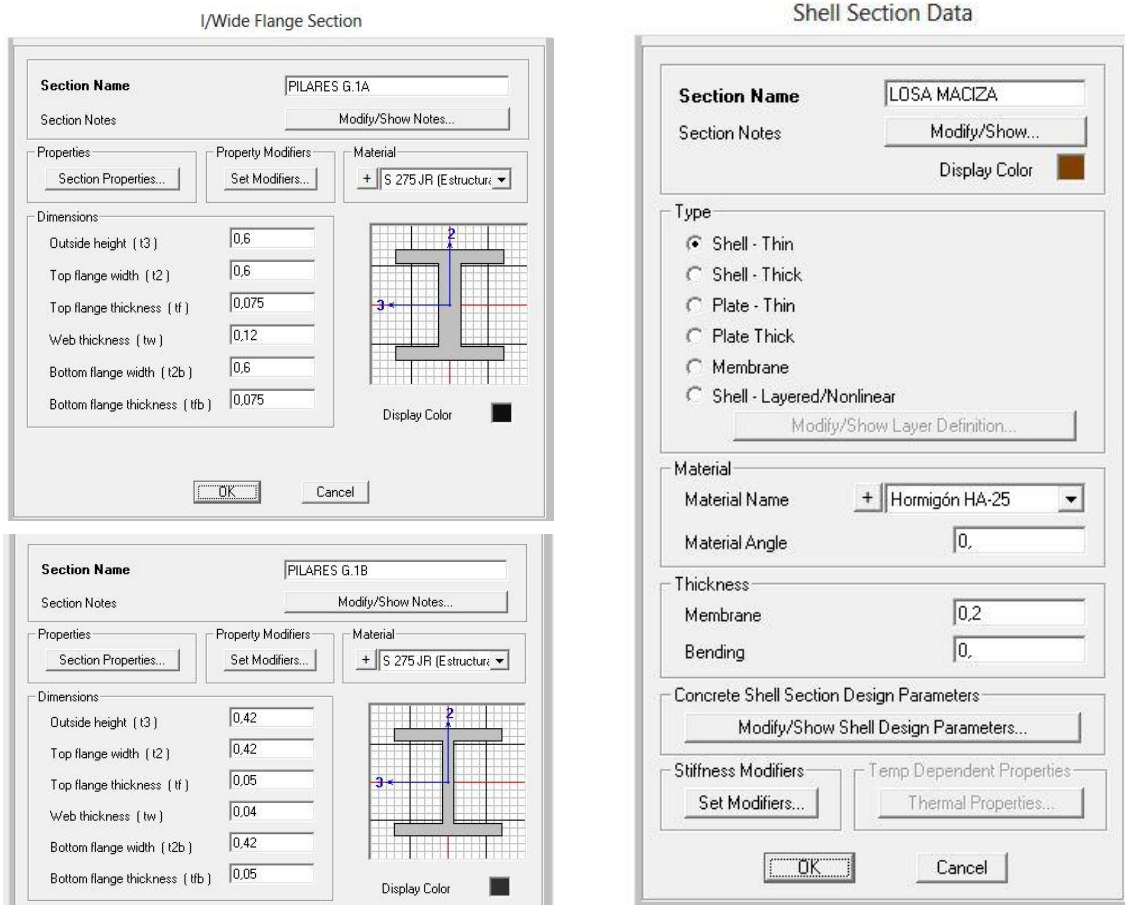 I/Wide Flange Section
Section Name PILARES G.1A
Section Notes Modify/Show Notes...
Properties Property Modifiers Material
Section Properties... Set Modifiers... + S 275 JR (Estructura
Dimensions
Outside height ( t3 ) 0,6
Top flange width ( t2 ) 0,6
Top flange thickness ( tf ) 0,075
Web thickness ( tw ) 0,12
Bottom flange width ( t2b ) 0,6
Bottom flange thickness ( tfb ) 0,075
2
3
Display Color
OK Cancel
Section Name PILARES G.1B
Section Notes Modify/Show Notes...
Properties Property Modifiers Material
Section Properties... Set Modifiers... + S 275 JR (Estructura
Dimensions
Outside height ( t3 ) 0,42
Top flange width ( t2 ) 0,42
Top flange thickness ( tf ) 0,05
Web thickness ( tw ) 0,04
Bottom flange width ( t2b ) 0,42
Bottom flange thickness ( tfb ) 0,05
2
3
Display Color
Shell Section Data
Section Name LOSA MACIZA
Section Notes Modify/Show...
Display Color
Type
Shell - Thin
Shell - Thick
Plate - Thin
Plate Thick
Membrane
Shell - Layered/Nonlinear
Modify/Show Layer Definition...
Material
Material Name + Hormigón HA-25
Material Angle 0,
Thickness
Membrane 0,2
Bending 0,
Concrete Shell Section Design Parameters
Modify/Show Shell Design Parameters...
Stiffness Modifiers Temp Dependent Properties
Set Modifiers... Thermal Properties...
OK Cancel